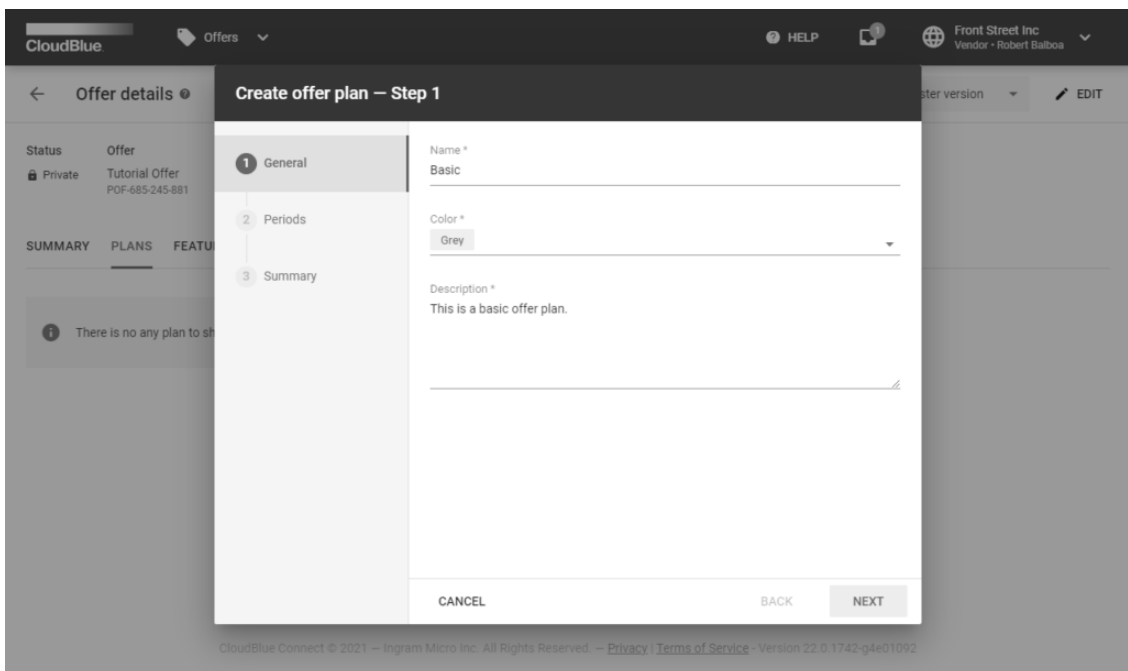 CloudBlue.
Offers
HELP
1
Front Street Inc
Vendor • Robert Balboa
Offer details
ster version
EDIT
Status
Offer
Private
Tutorial Offer
POF-685-245-881
SUMMARY PLANS FEATU
There is no any plan to sh
Create offer plan — Step 1
1 General
2 Periods
3 Summary
Name *
Basic
Color *
Grey
Description *
This is a basic offer plan.
CANCEL BACK NEXT
CloudBlue Connect © 2021 — Ingram Micro Inc. All Rights Reserved. — Privacy | Terms of Service - Version 22.0.1742-g4e01092